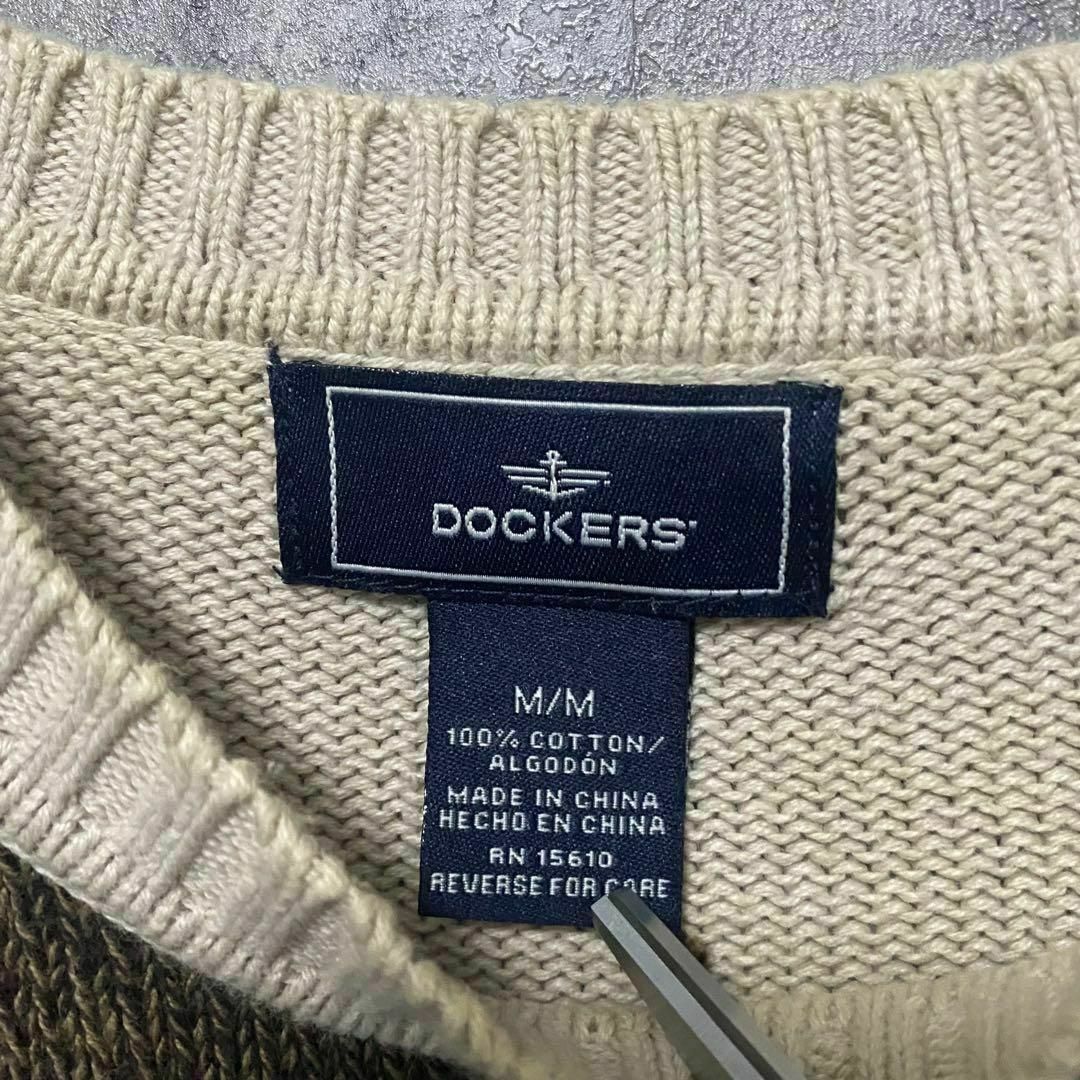 DOCKERS
M/M
100% COTTON/
ALGODÓN
MADE IN CHINA
HECHO EN CHINA
RN 15610
REVERSE FOR CARE